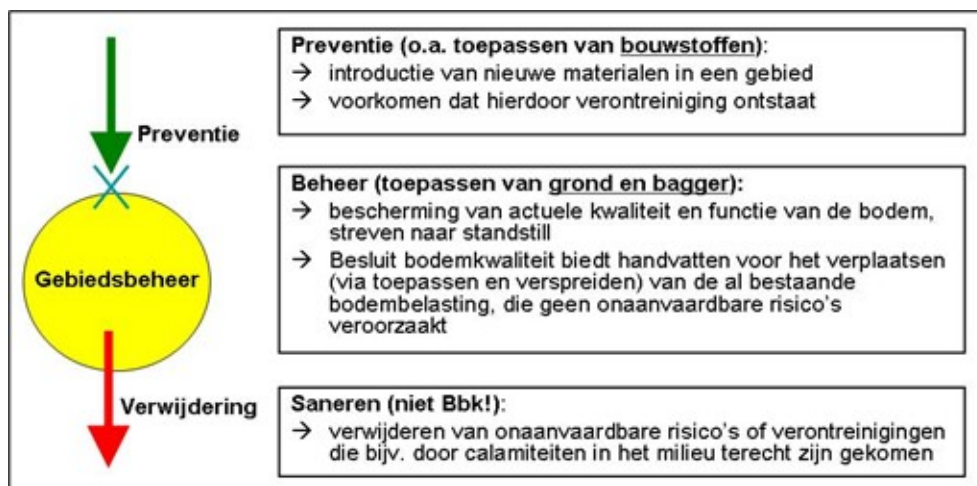 Preventie
Gebiedsbeheer
Verwijdering
Preventie (o.a. toepassen van bouwstoffen):
→ introductie van nieuwe materialen in een gebied
→ voorkomen dat hierdoor verontreiniging ontstaat
Beheer (toepassen van grond en bagger):
→ bescherming van actuele kwaliteit en functie van de bodem,
streven naar standstill
→ Besluit bodemkwaliteit biedt handvatten voor het verplaatsen
(via toepassen en verspreiden) van de al bestaande
bodembelasting, die geen onaanvaardbare risico's
veroorzaakt
Saneren (niet Bbk!):
→ verwijderen van onaanvaardbare risico's of verontreinigingen
die bijv. door calamiteiten in het milieu terecht zijn gekomen